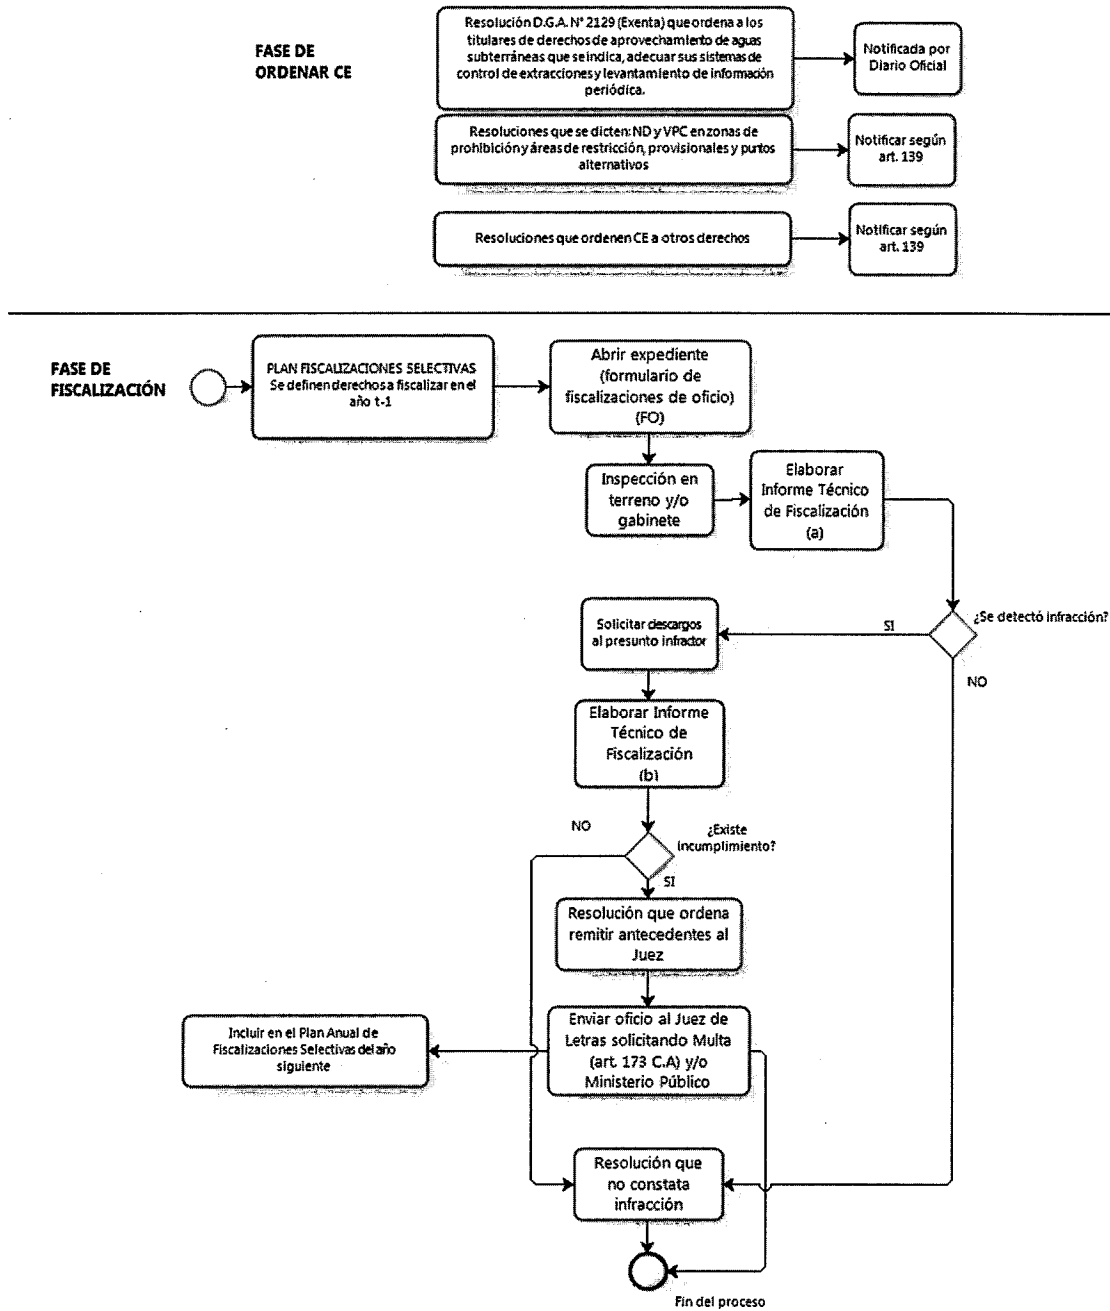 FASE DE
ORDENAR CE
Resolución D.G.A. N° 2129 (Exenta) que ordena a los
titulares de derechos de aprovechamiento de aguas
subterráneas que se indica, adecuar sus sistemas de
control de extracciones y levantamiento de información
periódica.
Notificada por
Diario Oficial
Resoluciones que se dicten: ND y VPC en zonas de
prohibición y áreas de restricción, provisionales y puntos
alternativos
Notificar según
art. 139
Resoluciones que ordenen CE a otros derechos
Notificar según
art. 139
FASE DE
FISCALIZACIÓN
PLAN FISCALIZACIONES SELECTIVAS
Se definen derechos a fiscalizar en el
año t-1
Abrir expediente
(formulario de
fiscalizaciones de oficio)
(FO)
Inspección en
terreno y/o
gabinete
Elaborar
Informe Técnico
de Fiscalización
(a)
¿Se detectó infracción?
SI
NO
Solicitar descargos
al presunto infractor
Elaborar Informe
Técnico de
Fiscalización
(b)
NO
¿Existe
incumplimiento?
SI
Resolución que ordena
remitir antecedentes al
Juez
Enviar oficio al Juez de
Letras solicitando Multa
(art. 173 C.A) y/o
Ministerio Público
Incluir en el Plan Anual de
Fiscalizaciones Selectivas del año
siguiente
Resolución que
no constata
infracción
Fin del proceso